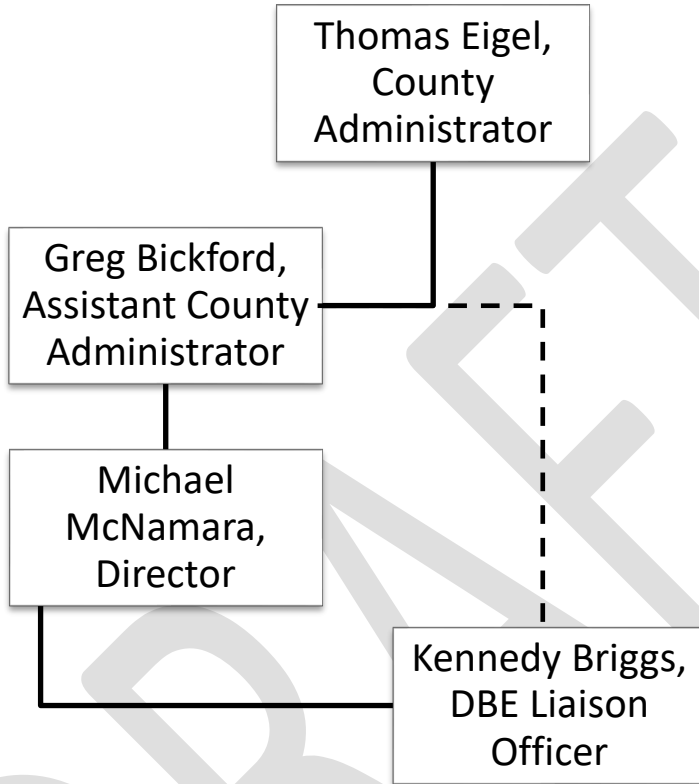 Thomas Eigel,
County
Administrator
Greg Bickford,
Assistant County
Administrator
Michael
McNamara,
Director
Kennedy Briggs,
DBE Liaison
Officer
DRAFT